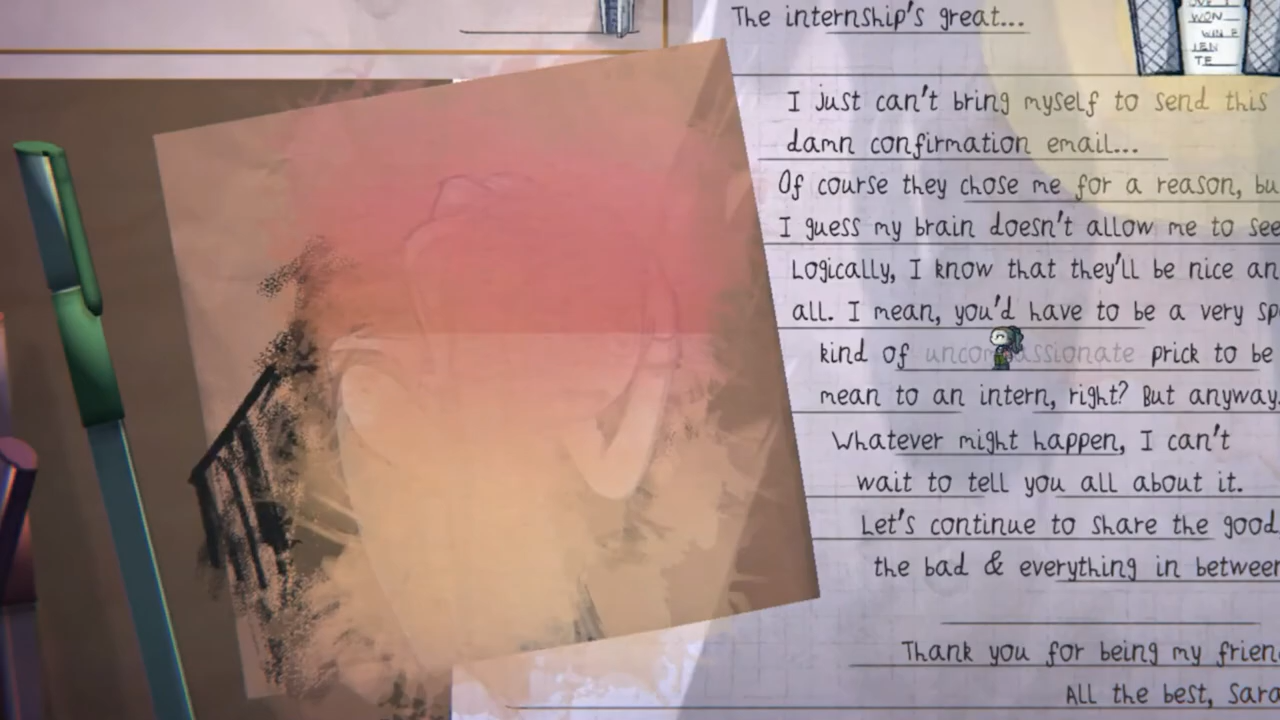 The internship's great...
WON
I just can't bring myself to send this
damn confirmation email...
Of course they chose me for a reason, bu
I guess my brain doesn't allow me to see
Logically, I know that they'll be nice an
all. I mean, you'd have to be a very sp
kind of uncompassionate prick to be
mean to an intern, right? But anyway,
Whatever might happen, I can't
wait to tell you all about it.
Let's continue to share the good
the bad & everything in between
Thank you for being my frien
All the best, Sara